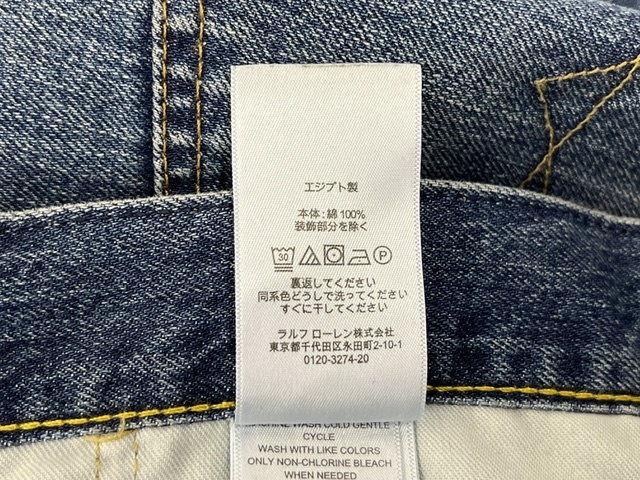 エジプト製
本体：綿 100%
装飾部分を除く
30 P
裏返してください
同系色どうしで洗ってください
すぐに干してください
ラルフ ローレン株式会社
東京都千代田区永田町2-10-1
0120-3274-20
MACHINE WASH COLD GENTLE
CYCLE
WASH WITH LIKE COLORS
ONLY NON-CHLORINE BLEACH
WHEN NEEDED